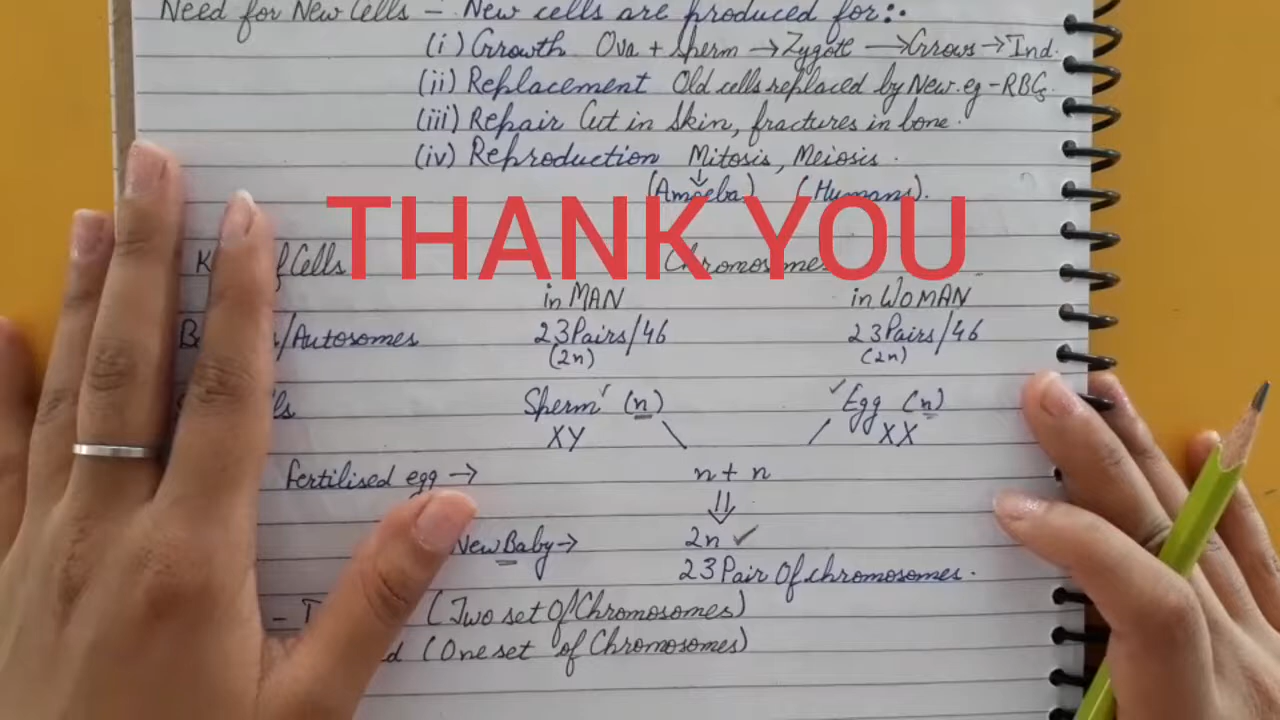 Need for New Cells - New cells are produced for:-
(i) Growth Ova + Sperm → Zygote → Grows → Ind.
(ii) Replacement Old cells replaced by New. eg - RBCs.
(iii) Repair Cut in Skin, fractures in bone.
(iv) Reproduction Mitosis, Meiosis.
(Amoeba) (Humans).
THANK YOU
of Cells Chromosomes
in MAN in WOMAN
/Autosomes 23 Pairs/46 23 Pairs/46
(2n) (2n)
Sperm (n) Egg (n)
XY XX
Fertilised egg → n + n
New Baby → 2n ✓
23 Pair Of chromosomes.
(Two set Of Chromosomes)
(One set of Chromosomes)